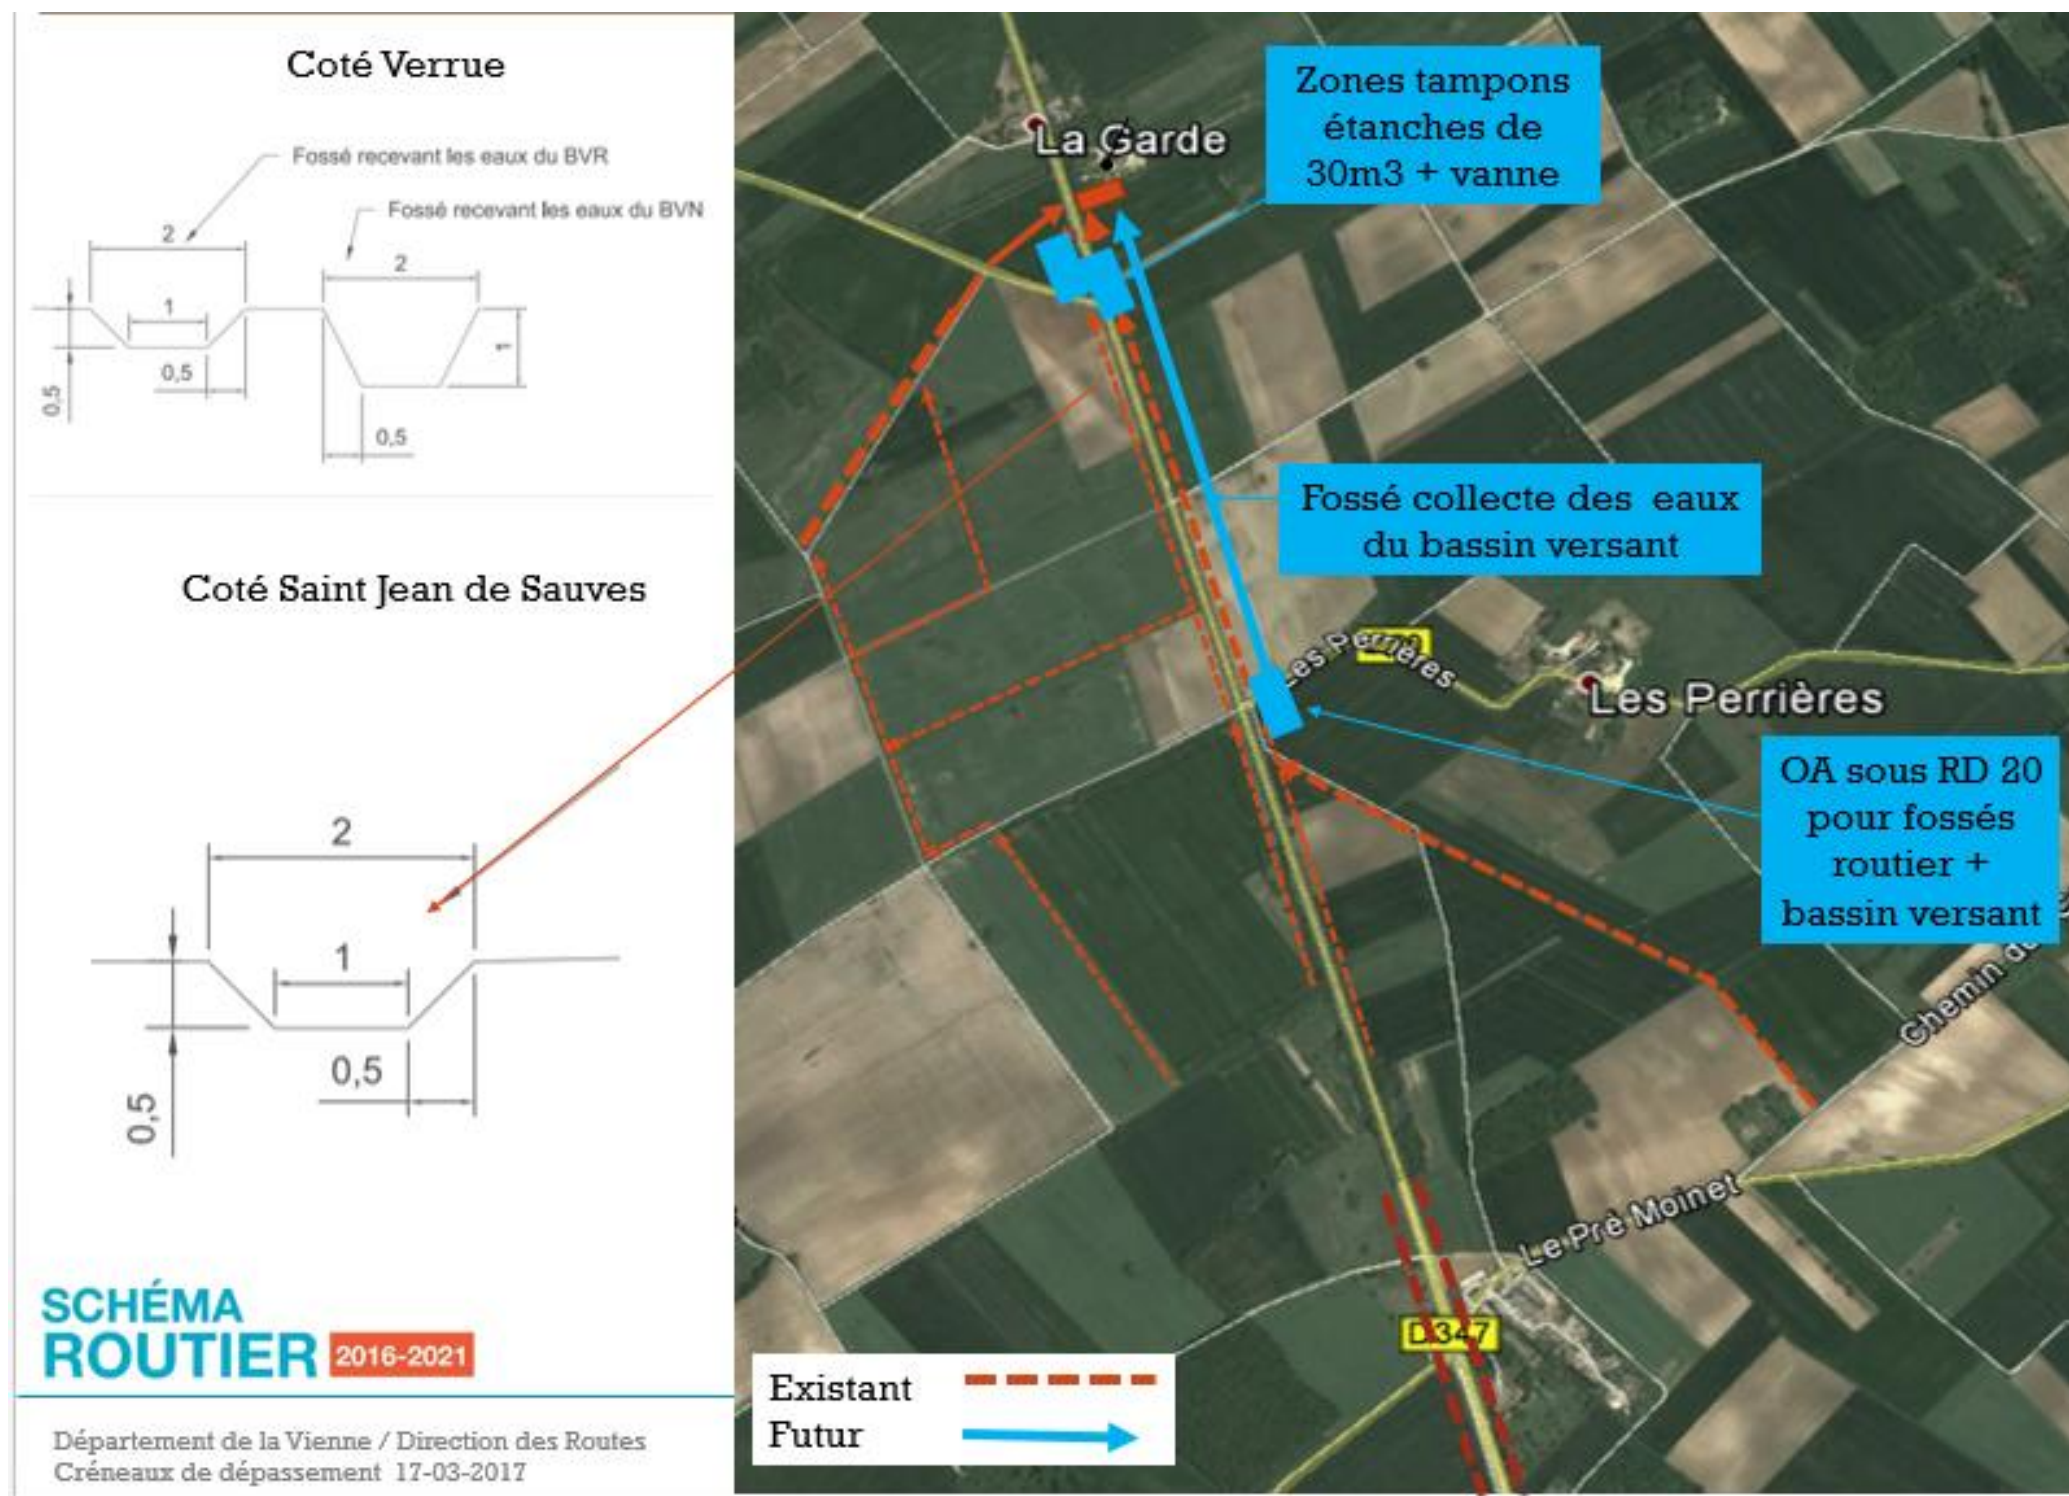 Coté Verrue
Fossé recevant les eaux du BVR
Fossé recevant les eaux du BVN
2
2
1
1
0,5
0,5
0,5
Coté Saint Jean de Sauves
2
1
0,5
0,5
SCHÉMA
ROUTIER 2016-2021
Département de la Vienne / Direction des Routes
Créneaux de dépassement 17-03-2017
La Garde
Zones tampons
étanches de
30m3 + vanne
Fossé collecte des eaux
du bassin versant
Les Perrières
Les Perrières
OA sous RD 20
pour fossés
routier +
bassin versant
Chemin de
Le Pré Moinet
D347
Existant
Futur